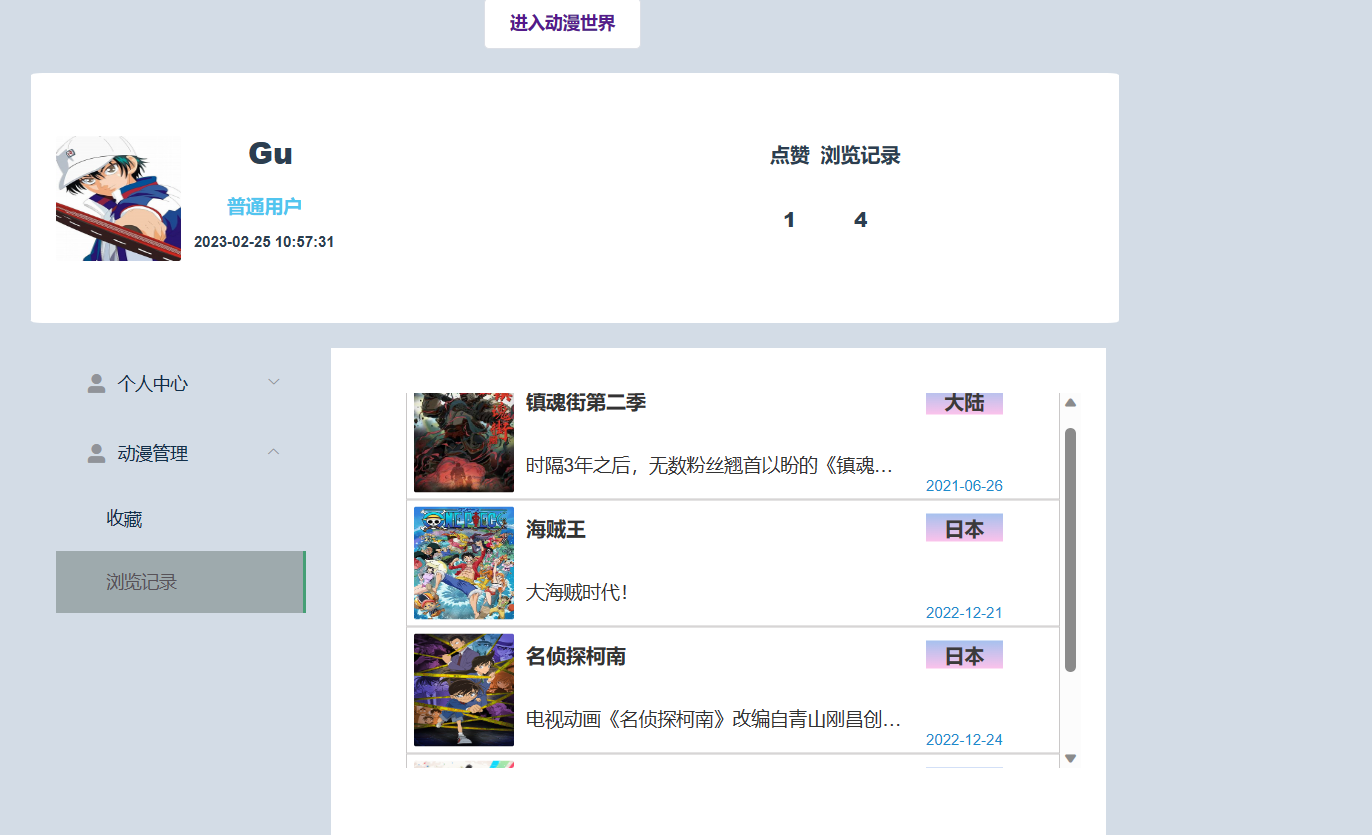 进入动漫世界
Gu
普通用户
2023-02-25 10:57:31
点赞 浏览记录
1 4
个人中心
动漫管理
收藏
浏览记录
镇魂街第二季
大陆
时隔3年之后，无数粉丝翘首以盼的《镇魂...
2021-06-26
海贼王
日本
大海贼时代！
2022-12-21
名侦探柯南
日本
电视动画《名侦探柯南》改编自青山刚昌创...
2022-12-24